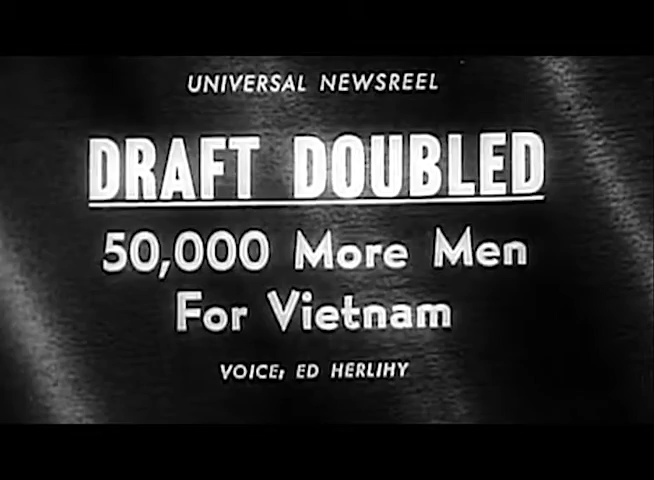 UNIVERSAL NEWSREEL
DRAFT DOUBLED
50,000 More Men
For Vietnam
VOICE, ED HERLIHY